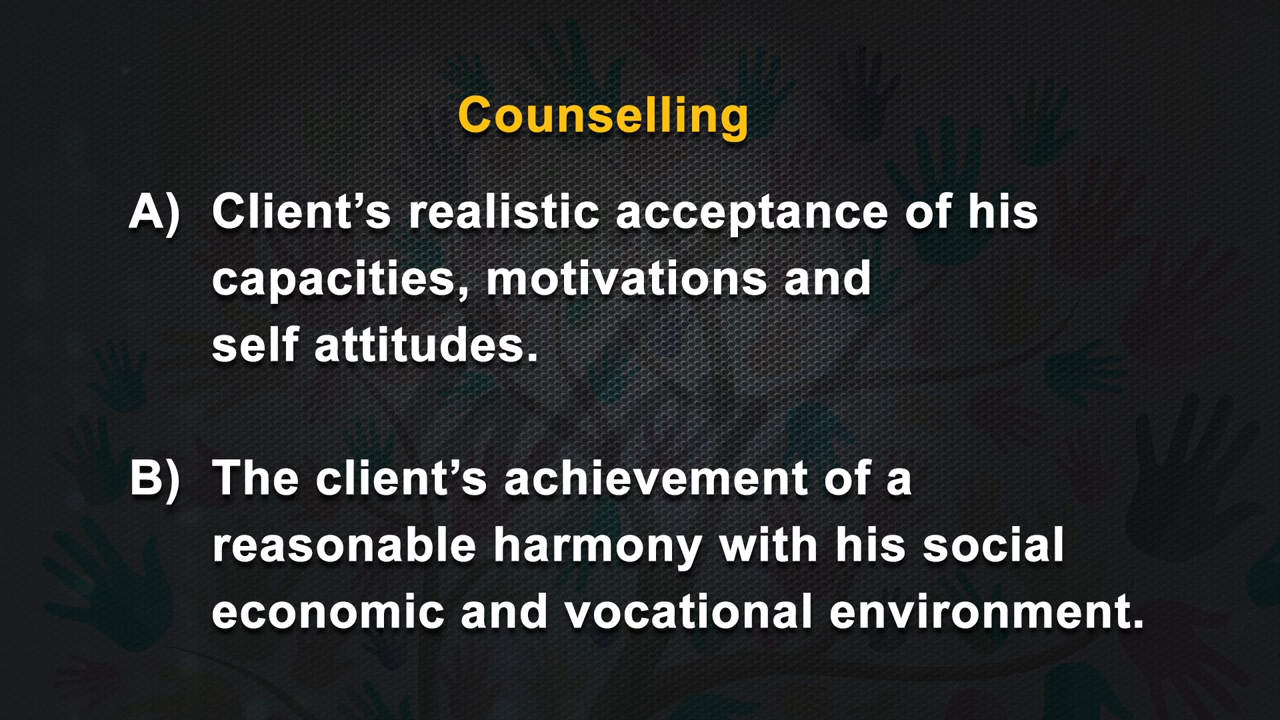 Counselling
A) Client’s realistic acceptance of his
capacities, motivations and
self attitudes.
B) The client’s achievement of a
reasonable harmony with his social
economic and vocational environment.